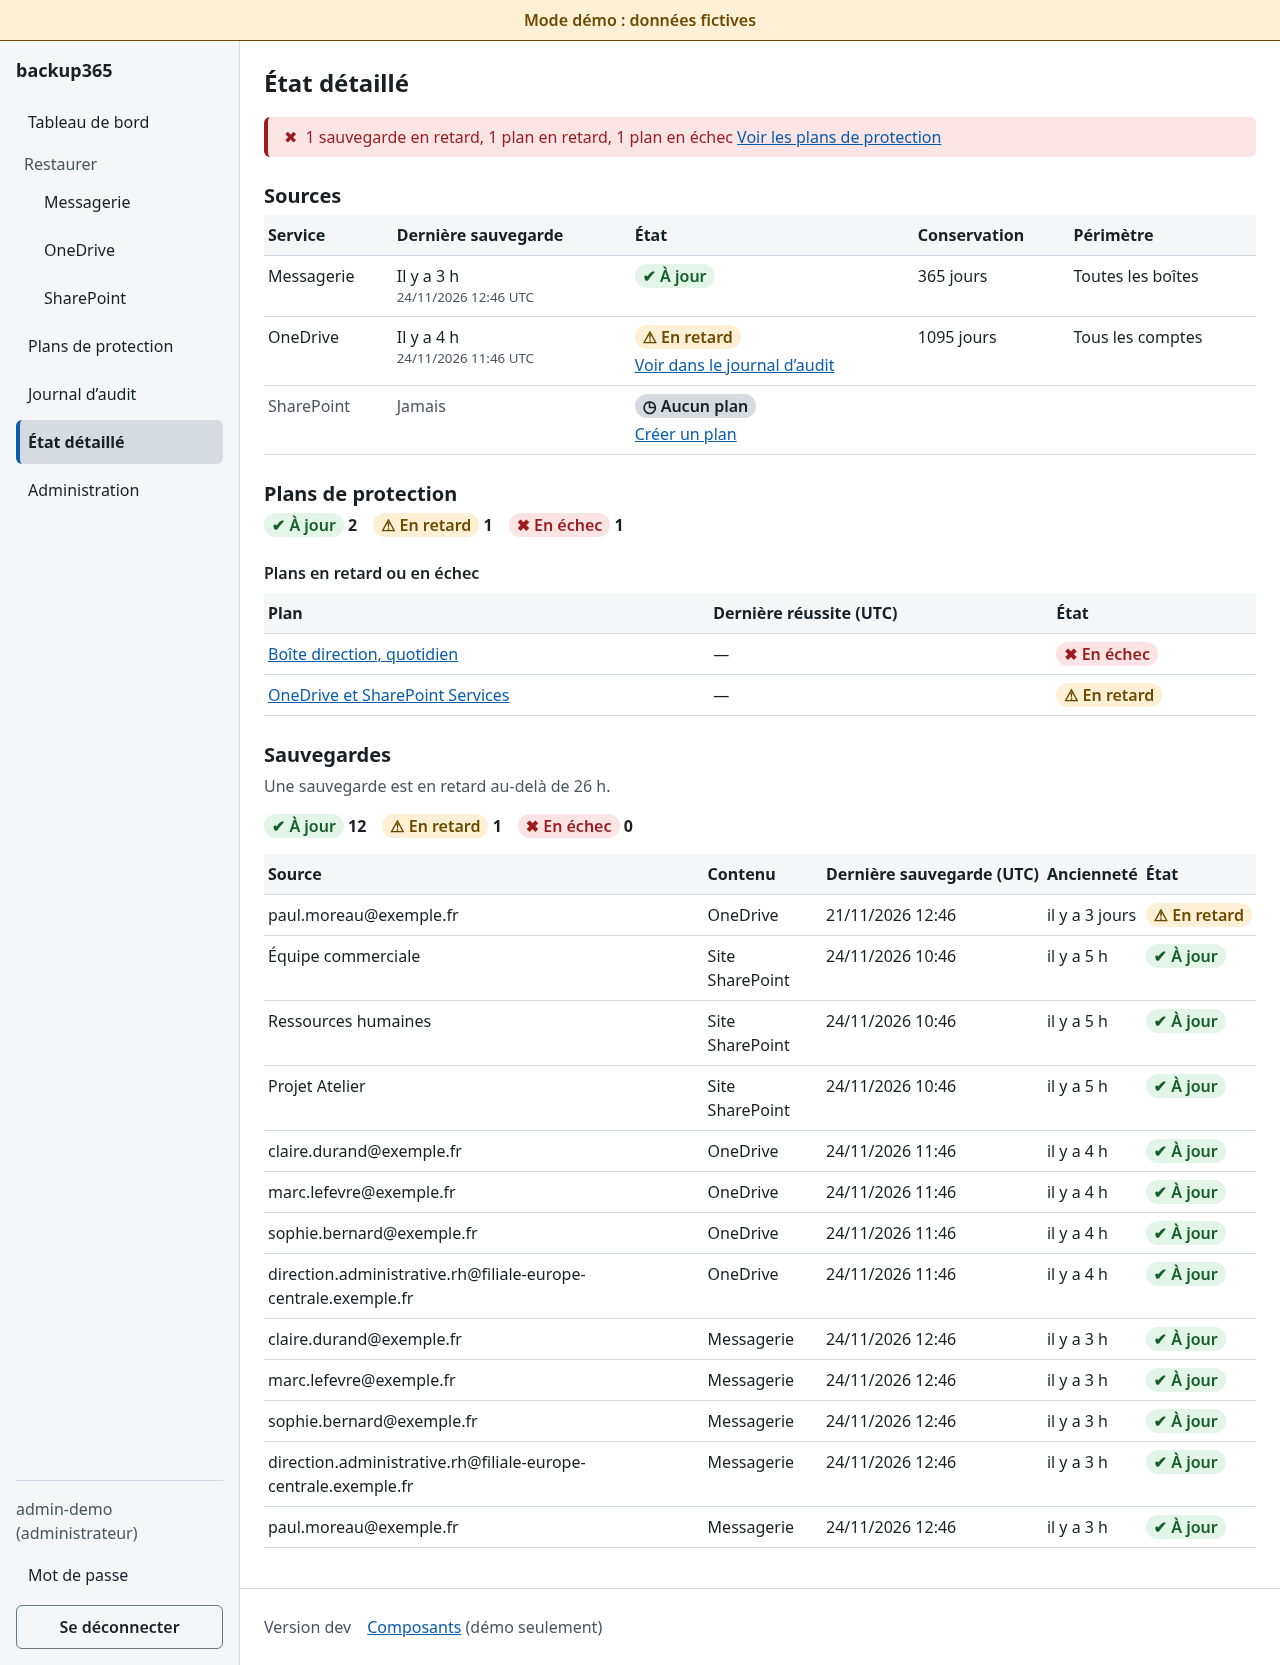 Mode démo : données fictives
backup365
Tableau de bord
Restaurer
Messagerie
OneDrive
SharePoint
Plans de protection
Journal d’audit
État détaillé
Administration
admin-demo
(administrateur)
Mot de passe
Se déconnecter
État détaillé
✖ 1 sauvegarde en retard, 1 plan en retard, 1 plan en échec Voir les plans de protection
Sources
Service Dernière sauvegarde État Conservation Périmètre
Messagerie Il y a 3 h ✔ À jour 365 jours Toutes les boîtes
24/11/2026 12:46 UTC
OneDrive Il y a 4 h ⚠ En retard 1095 jours Tous les comptes
24/11/2026 11:46 UTC
Voir dans le journal d’audit
SharePoint Jamais ◷ Aucun plan
Créer un plan
Plans de protection
✔ À jour 2 ⚠ En retard 1 ✖ En échec 1
Plans en retard ou en échec
Plan Dernière réussite (UTC) État
Boîte direction, quotidien — ✖ En échec
OneDrive et SharePoint Services — ⚠ En retard
Sauvegardes
Une sauvegarde est en retard au-delà de 26 h.
✔ À jour 12 ⚠ En retard 1 ✖ En échec 0
Source Contenu Dernière sauvegarde (UTC) Ancienneté État
paul.moreau@exemple.fr OneDrive 21/11/2026 12:46 il y a 3 jours ⚠ En retard
Équipe commerciale Site 24/11/2026 10:46 il y a 5 h ✔ À jour
SharePoint
Ressources humaines Site 24/11/2026 10:46 il y a 5 h ✔ À jour
SharePoint
Projet Atelier Site 24/11/2026 10:46 il y a 5 h ✔ À jour
SharePoint
claire.durand@exemple.fr OneDrive 24/11/2026 11:46 il y a 4 h ✔ À jour
marc.lefevre@exemple.fr OneDrive 24/11/2026 11:46 il y a 4 h ✔ À jour
sophie.bernard@exemple.fr OneDrive 24/11/2026 11:46 il y a 4 h ✔ À jour
direction.administrative.rh@filiale-europe- OneDrive 24/11/2026 11:46 il y a 4 h ✔ À jour
centrale.exemple.fr
claire.durand@exemple.fr Messagerie 24/11/2026 12:46 il y a 3 h ✔ À jour
marc.lefevre@exemple.fr Messagerie 24/11/2026 12:46 il y a 3 h ✔ À jour
sophie.bernard@exemple.fr Messagerie 24/11/2026 12:46 il y a 3 h ✔ À jour
direction.administrative.rh@filiale-europe- Messagerie 24/11/2026 12:46 il y a 3 h ✔ À jour
centrale.exemple.fr
paul.moreau@exemple.fr Messagerie 24/11/2026 12:46 il y a 3 h ✔ À jour
Version dev Composants (démo seulement)